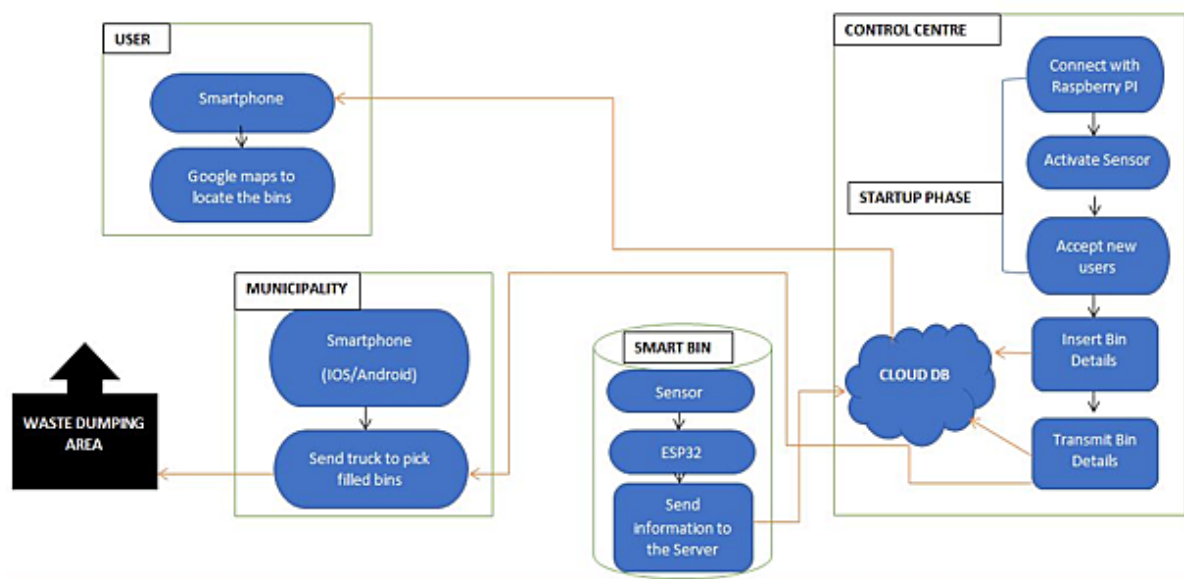 USER
Smartphone
Google maps to
locate the bins
MUNICIPALITY
Smartphone
(IOS/Android)
Send truck to pick
filled bins
WASTE DUMPING
AREA
SMART BIN
Sensor
ESP32
Send
information to
the Server
CLOUD DB
CONTROL CENTRE
Connect with
Raspberry PI
Activate Sensor
STARTUP PHASE
Accept new
users
Insert Bin
Details
Transmit Bin
Details